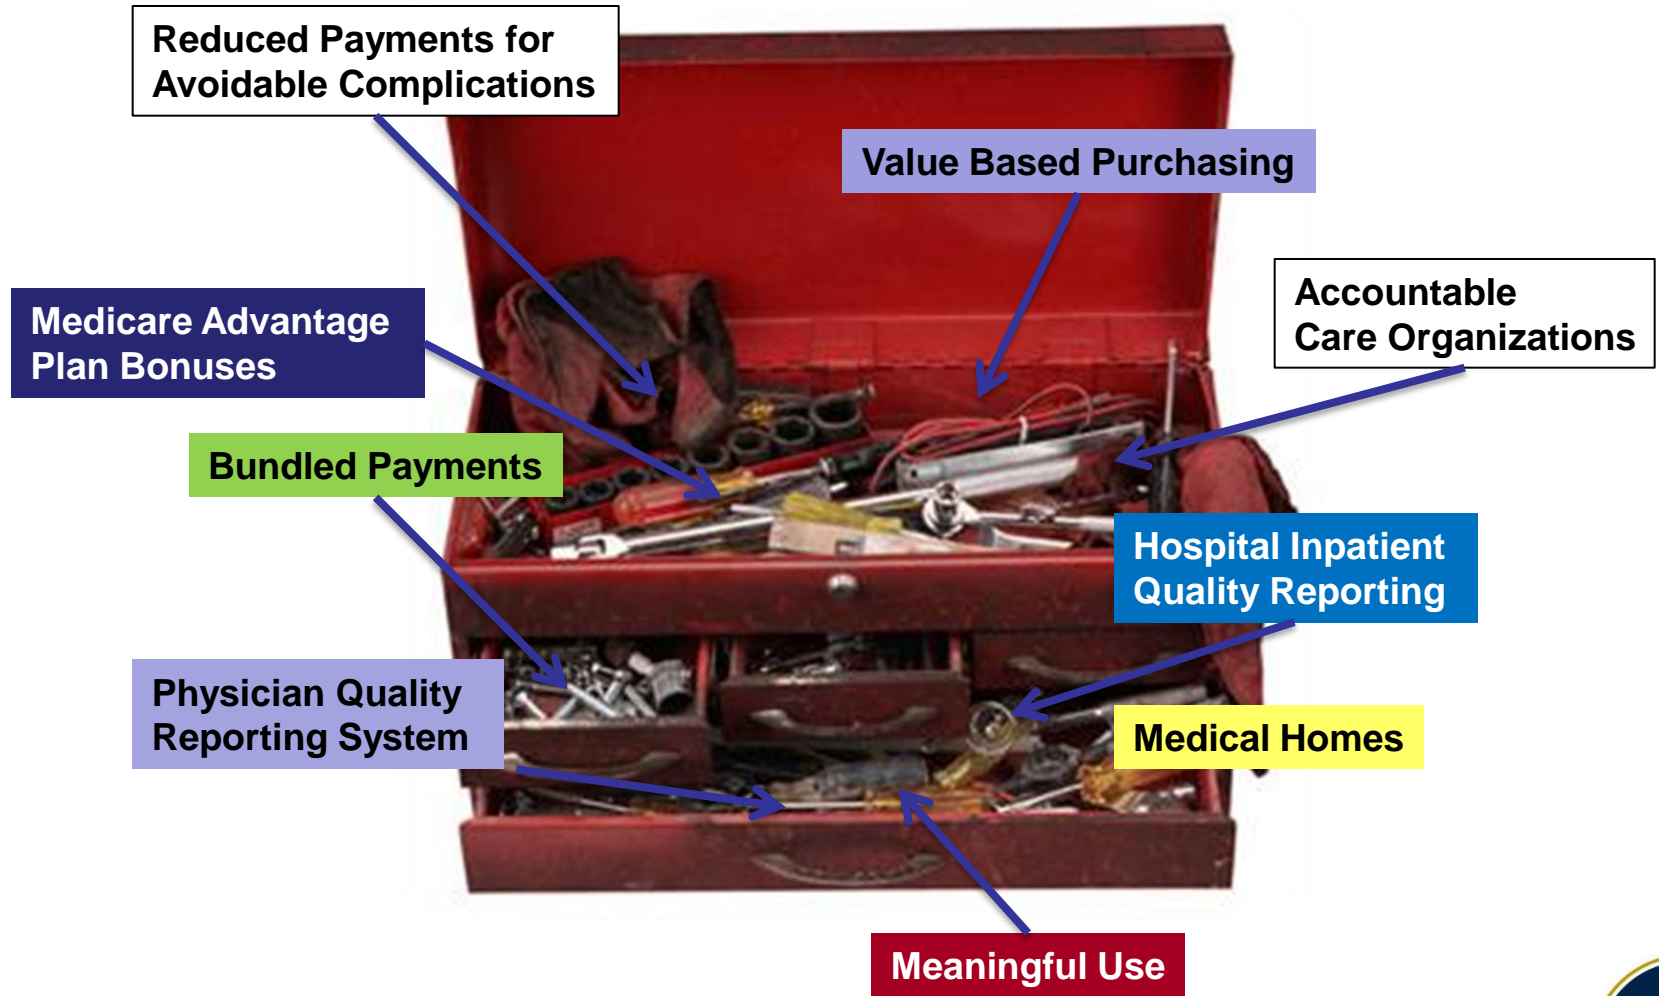 Reduced Payments for
Avoidable Complications
Value Based Purchasing
Accountable
Care Organizations
Medicare Advantage
Plan Bonuses
Bundled Payments
Hospital Inpatient
Quality Reporting
Physician Quality
Reporting System
Medical Homes
Meaningful Use